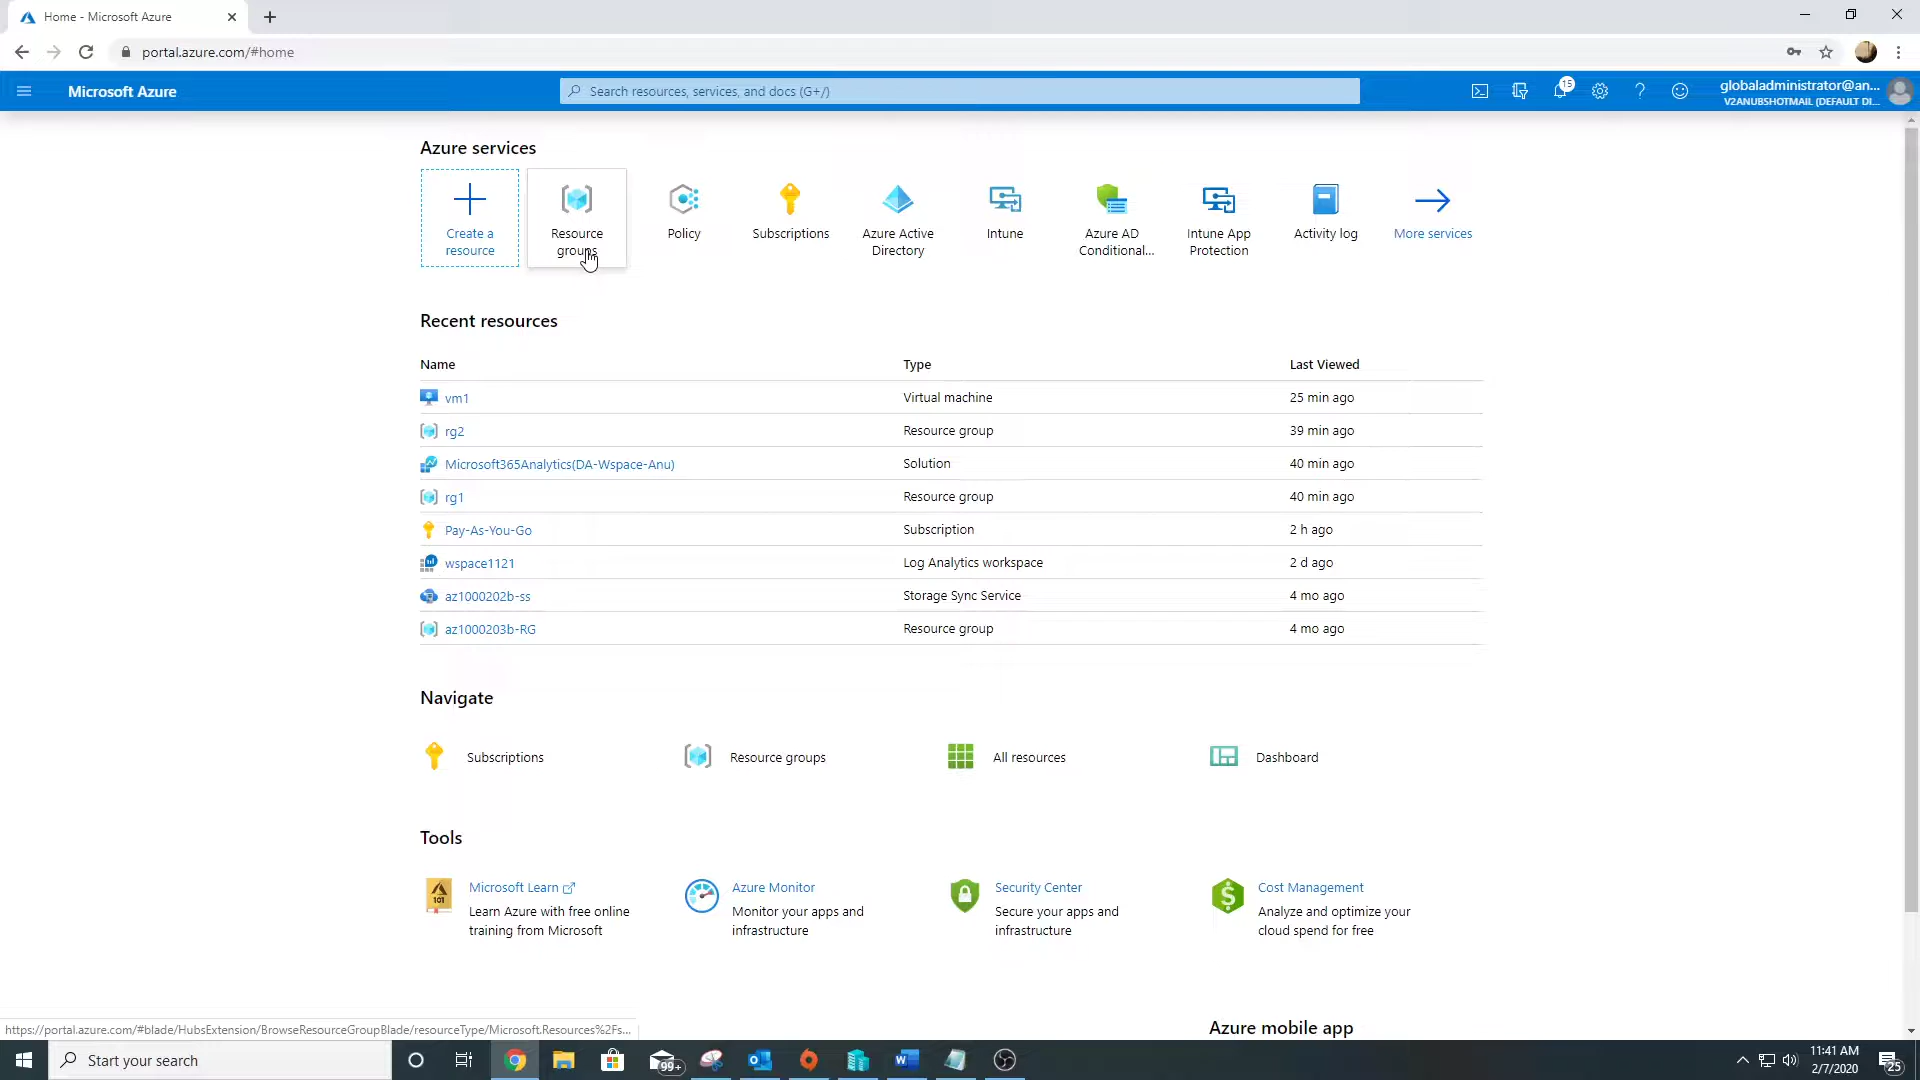 Home - Microsoft Azure
portal.azure.com/#home
Microsoft Azure
Search resources, services, and docs (G+/)
15
globaladministrator@an...
V2ANUBSHOTMAIL (DEFAULT DI...
Azure services
Create a
resource
Resource
groups
Policy
Subscriptions
Azure Active
Directory
Intune
Azure AD
Conditional...
Intune App
Protection
Activity log
More services
Recent resources
Name Type Last Viewed
vm1 Virtual machine 25 min ago
rg2 Resource group 39 min ago
Microsoft365Analytics(DA-Wspace-Anu) Solution 40 min ago
rg1 Resource group 40 min ago
Pay-As-You-Go Subscription 2 h ago
wspace1121 Log Analytics workspace 2 d ago
az1000202b-ss Storage Sync Service 4 mo ago
az1000203b-RG Resource group 4 mo ago
Navigate
Subscriptions Resource groups All resources Dashboard
Tools
101
Microsoft Learn
Learn Azure with free online
training from Microsoft
Azure Monitor
Monitor your apps and
infrastructure
Security Center
Secure your apps and
infrastructure
Cost Management
Analyze and optimize your
cloud spend for free
Azure mobile app
https://portal.azure.com/#blade/HubsExtension/BrowseResourceGroupBlade/resourceType/Microsoft.Resources%2Fs...
Start your search
99+
11:41 AM
2/7/2020
25